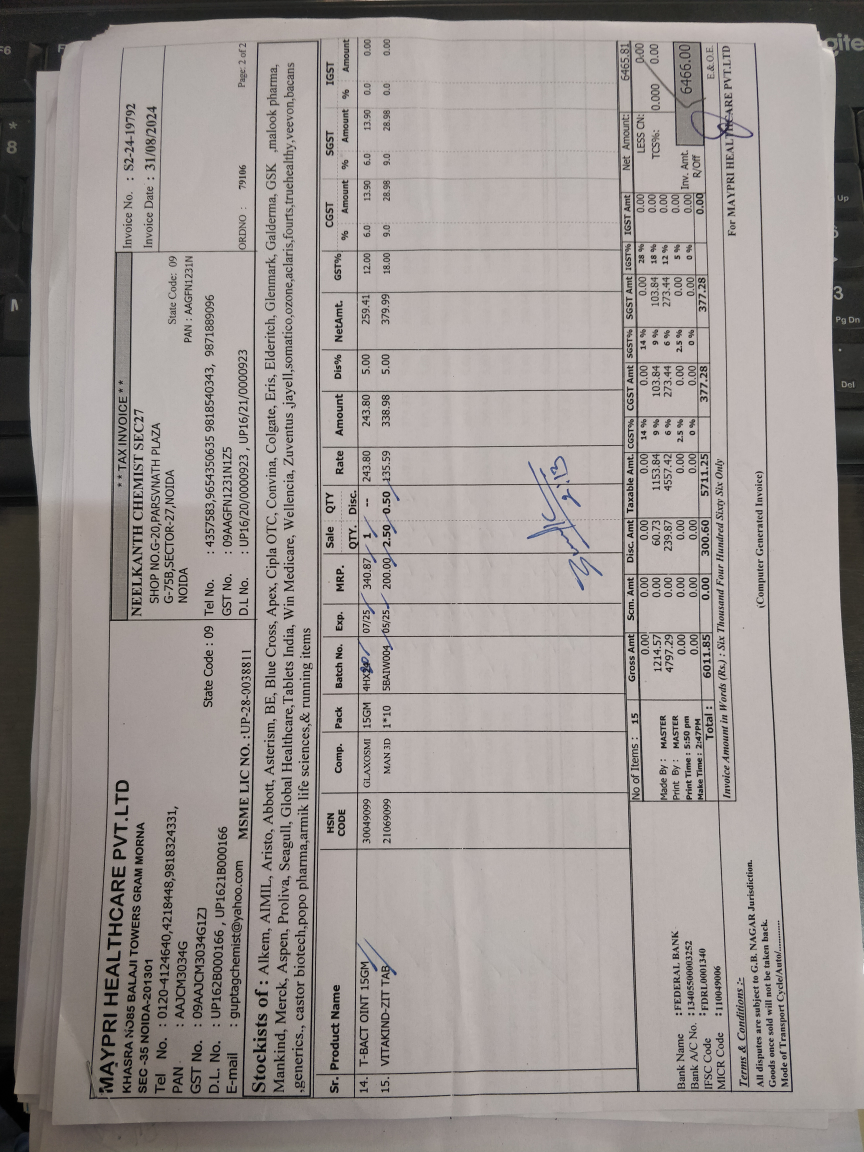 MAYPRI HEALTHCARE PVT.LTD
KHASRA NO85 BALAJI TOWERS GRAM MORNA
SEC -35 NOIDA-201301
Tel No. : 0120-4124640,4218448,9818324331,
PAN : AAJCM3034G
GST No. : 09AAJCM3034G1ZJ
D.L. No. : UP162B000166 , UP1621B000166
E-mail : guptagchemist@yahoo.com MSME LIC NO. :UP-28-0038811
State Code : 09
**TAX INVOICE **
NEELKANTH CHEMIST SEC27
SHOP NO.G-20,PARSVNATH PLAZA
G-75B,SECTOR-27,NOIDA
NOIDA
State Code: 09
PAN : AAGFN1231N
Tel No. : 4357583,9654350635 9818540343, 9871889096
GST No. : 09AAGFN1231N1Z5
D.L No. : UP16/20/0000923 , UP16/21/0000923
Invoice No. : S2-24-19792
Invoice Date : 31/08/2024
ORDNO : 79106 Page: 2 of 2
Stockists of : Alkem, AIMIL, Aristo, Abbott, Asterism, BE, Blue Cross, Apex, Cipla OTC, Convina, Colgate, Eris, Elderitch, Glenmark, Galderma, GSK ,malook pharma,
Mankind, Merck, Aspen, Proliva, Seagull, Global Healthcare,Tablets India, Win Medicare, Wellencia, Zuventus ,jayell,somatico,ozone,aclaris,fourts,truehealthy,veevon,bacans
,generics., castor biotech,popo pharma,armik life sciences,& running items
Sr. Product Name HSN CODE Comp. Pack Batch No. Exp. MRP. Sale QTY. QTY Disc. Rate Amount Dis% NetAmt. GST% CGST % Amount SGST % Amount IGST % Amount
14. T-BACT OINT 15GM 30049099 GLAXOSMI 15GM 07/25 340.87 1 -- 243.80 243.80 5.00 259.41 12.00 6.0 13.90 6.0 13.90 0.0 0.00
15. VITAKIND-ZIT TAB 21069099 MAN 3D 1*10 5BAIW004 05/25 200.00 2.50 0.50 135.59 338.98 5.00 379.99 18.00 9.0 28.98 9.0 28.98 0.0 0.00
2:13
No of Items : 15 Gross Amt Scm. Amt Disc. Amt Taxable Amt. CGST% CGST Amt SGST% SGST Amt IGST% IGST Amt Net Amount: 6465.81
0.00 0.00 0.00 0.00 14 % 0.00 14 % 0.00 28 % 0.00 LESS CN: 0.00
Made By : MASTER 1214.57 0.00 60.73 1153.84 9 % 103.84 9 % 103.84 18 % 0.00 TCS%: 0.000 0.00
Print By : MASTER 4797.29 0.00 239.87 4557.42 6 % 273.44 6 % 273.44 12 % 0.00
Print Time : 5:50 pm 0.00 0.00 0.00 0.00 2.5 % 0.00 2.5 % 0.00 5 % 0.00 Inv. Amt. 6466.00
Make Time : 2:47PM 0.00 0.00 0.00 0.00 0 % 0.00 0 % 0.00 0 % 0.00 R/Off
Total : 6011.85 0.00 300.60 5711.25 377.28 377.28 0.00 E.& O.E.
Invoice Amount in Words (Rs.) : Six Thousand Four Hundred Sixty Six Only
For MAYPRI HEALTHCARE PVT.LTD
Bank Name : FEDERAL BANK
Bank A/C No. : 13405500003252
IFSC Code : FDRL0001340
MICR Code : 110049006
Terms & Conditions :-
All disputes are subject to G.B. NAGAR Jurisdiction.
Goods once sold will not be taken back.
Mode of Transport Cycle/Auto/............
(Computer Generated Invoice)
F6
8
Up
3
Pg Dn
Del